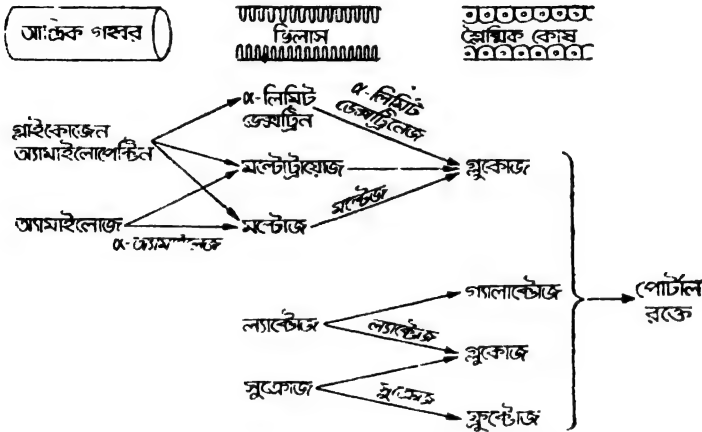 আন্ত্রিক গহ্বর
ভিলাস
শ্লৈষ্মিক কোষ
α-লিমিট
ডেক্সট্রিন
α-লিমিট
ডেক্সট্রিনেজ
গ্লাইকোজেন
অ্যামাইলোপেক্টিন
মল্টোট্রায়োজ
গ্লুকোজ
মল্টেজ
অ্যামাইলোজ
α-অ্যামাইলেজ
মল্টোজ
গ্যালাক্টোজ
পোর্টাল
রক্তে
ল্যাক্টোজ
ল্যাক্টেজ
গ্লুকোজ
সুক্রোজ
সুক্রেজ
ফ্রুক্টোজ